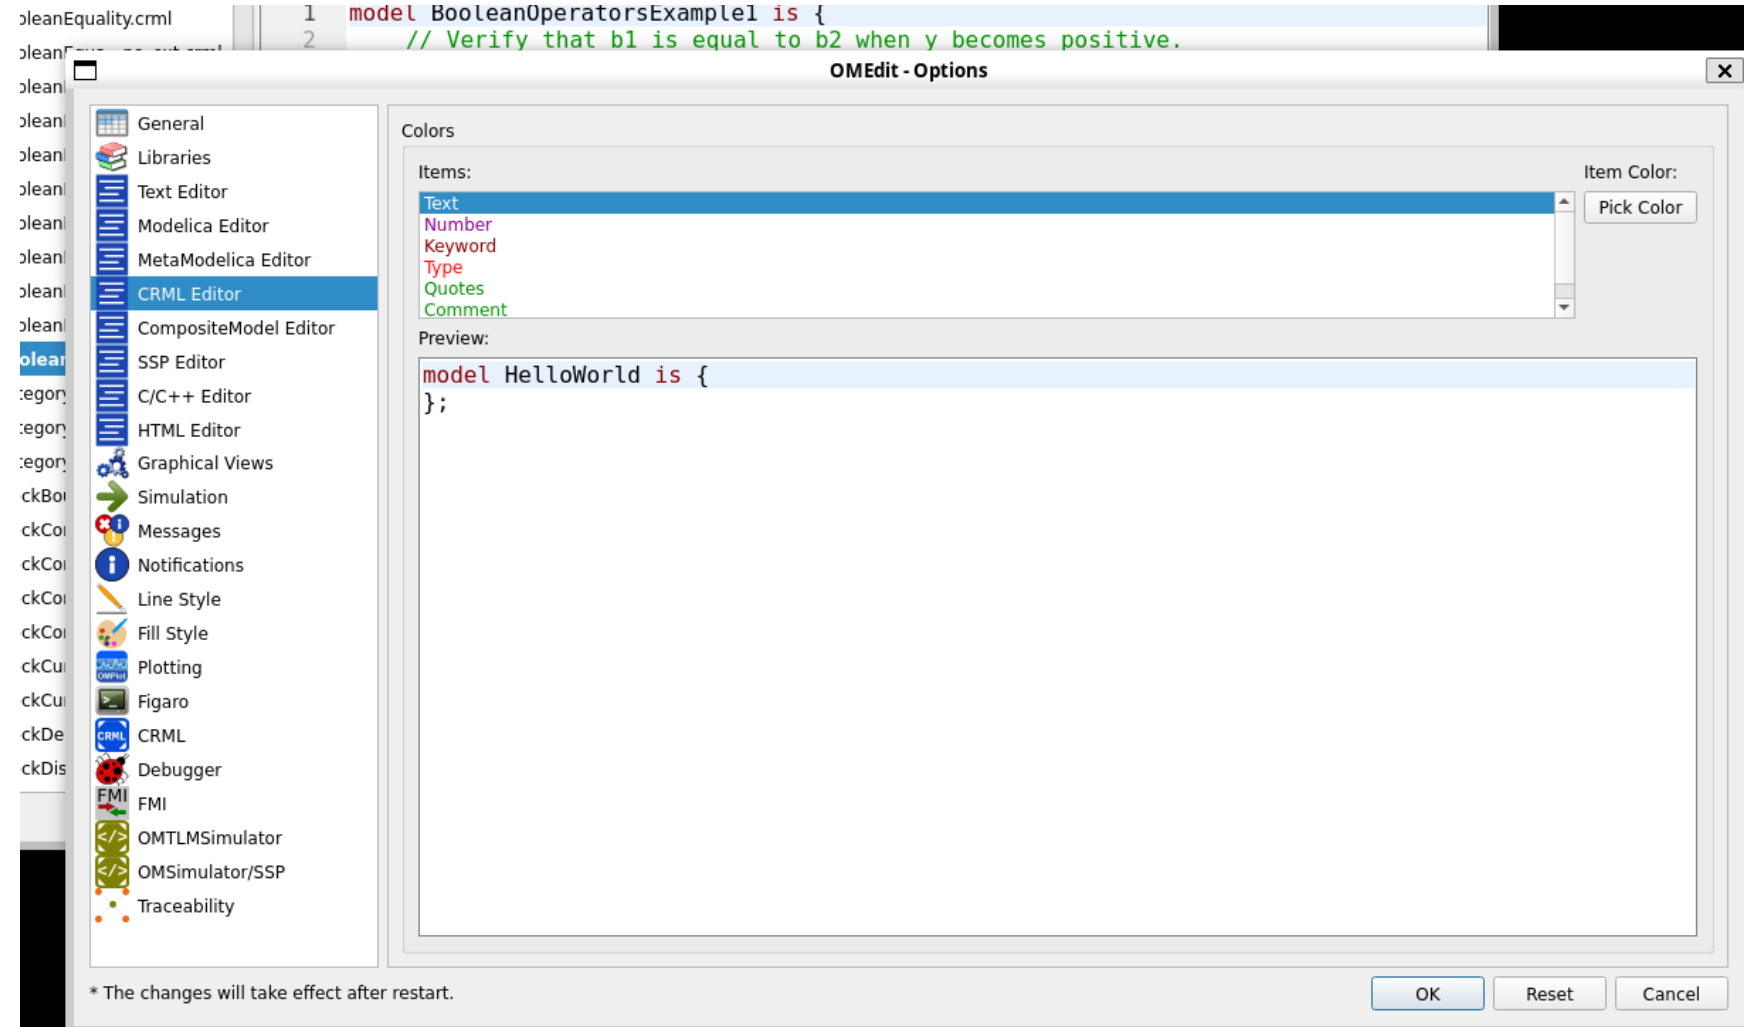 oleanEquality.crml
1 model BooleanOperatorsExample1 is {
2 // Verify that b1 is equal to b2 when y becomes positive.
OMEdit - Options
General
Libraries
Text Editor
Modelica Editor
MetaModelica Editor
CRML Editor
CompositeModel Editor
SSP Editor
C/C++ Editor
HTML Editor
Graphical Views
Simulation
Messages
Notifications
Line Style
Fill Style
Plotting
Figaro
CRML
CRML
Debugger
FMI
FMI
OMTLMSimulator
OMSimulator/SSP
Traceability
Colors
Items:
Item Color:
Text
Pick Color
Number
Keyword
Type
Quotes
Comment
Preview:
model HelloWorld is {
};
* The changes will take effect after restart.
OK
Reset
Cancel